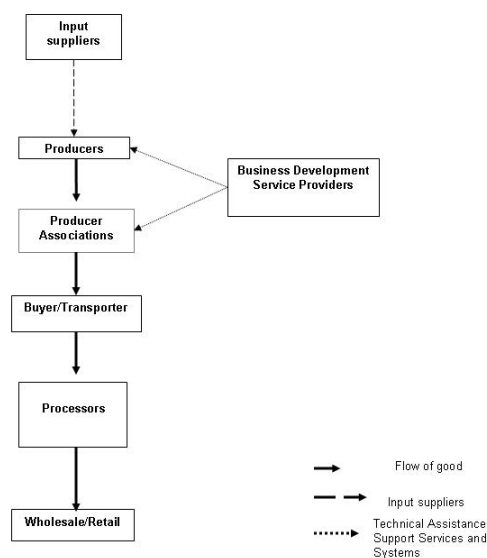 Input
suppliers
Producers
Business Development
Service Providers
Producer
Associations
Buyer/Transporter
Processors
Wholesale/Retail
Flow of good
Input suppliers
Technical Assistance
Support Services and
Systems